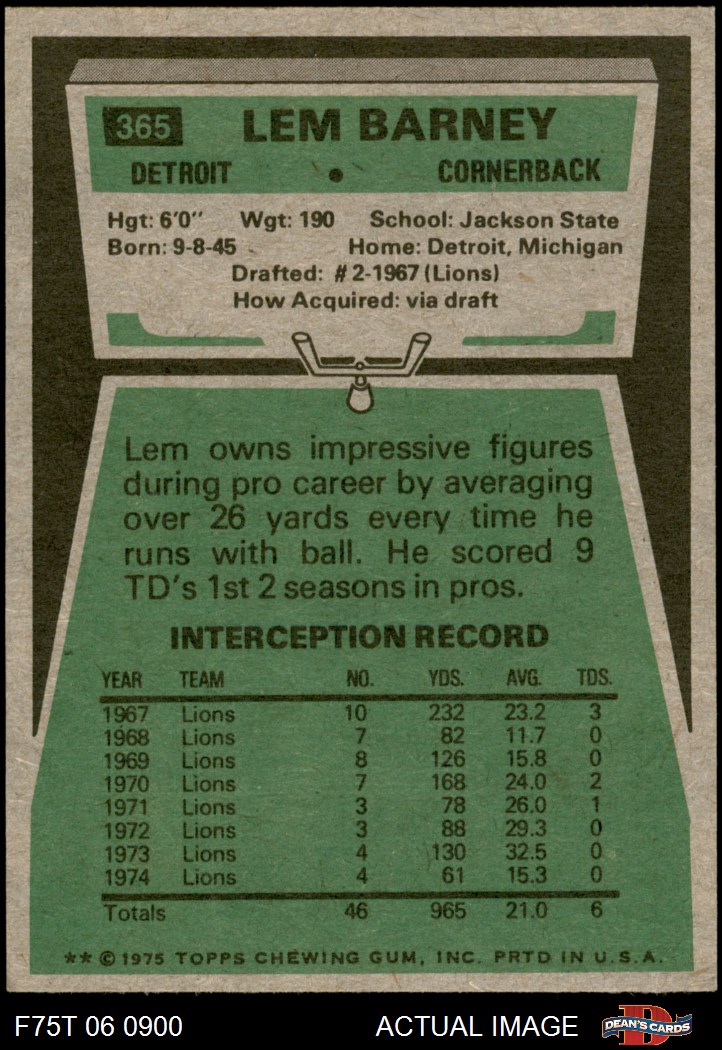 365 LEM BARNEY
DETROIT • CORNERBACK
Hgt: 6'0" Wgt: 190 School: Jackson State
Born: 9-8-45 Home: Detroit, Michigan
Drafted: #2-1967 (Lions)
How Acquired: via draft
Lem owns impressive figures
during pro career by averaging
over 26 yards every time he
runs with ball. He scored 9
TD's 1st 2 seasons in pros.
INTERCEPTION RECORD
YEAR TEAM NO. YDS. AVG. TDS.
1967 Lions 10 232 23.2 3
1968 Lions 7 82 11.7 0
1969 Lions 8 126 15.8 0
1970 Lions 7 168 24.0 2
1971 Lions 3 78 26.0 1
1972 Lions 3 88 29.3 0
1973 Lions 4 130 32.5 0
1974 Lions 4 61 15.3 0
Totals 46 965 21.0 6
** © 1975 TOPPS CHEWING GUM, INC. PRTD IN U.S.A.
F75T 06 0900 ACTUAL IMAGE D DEAN'S CARDS